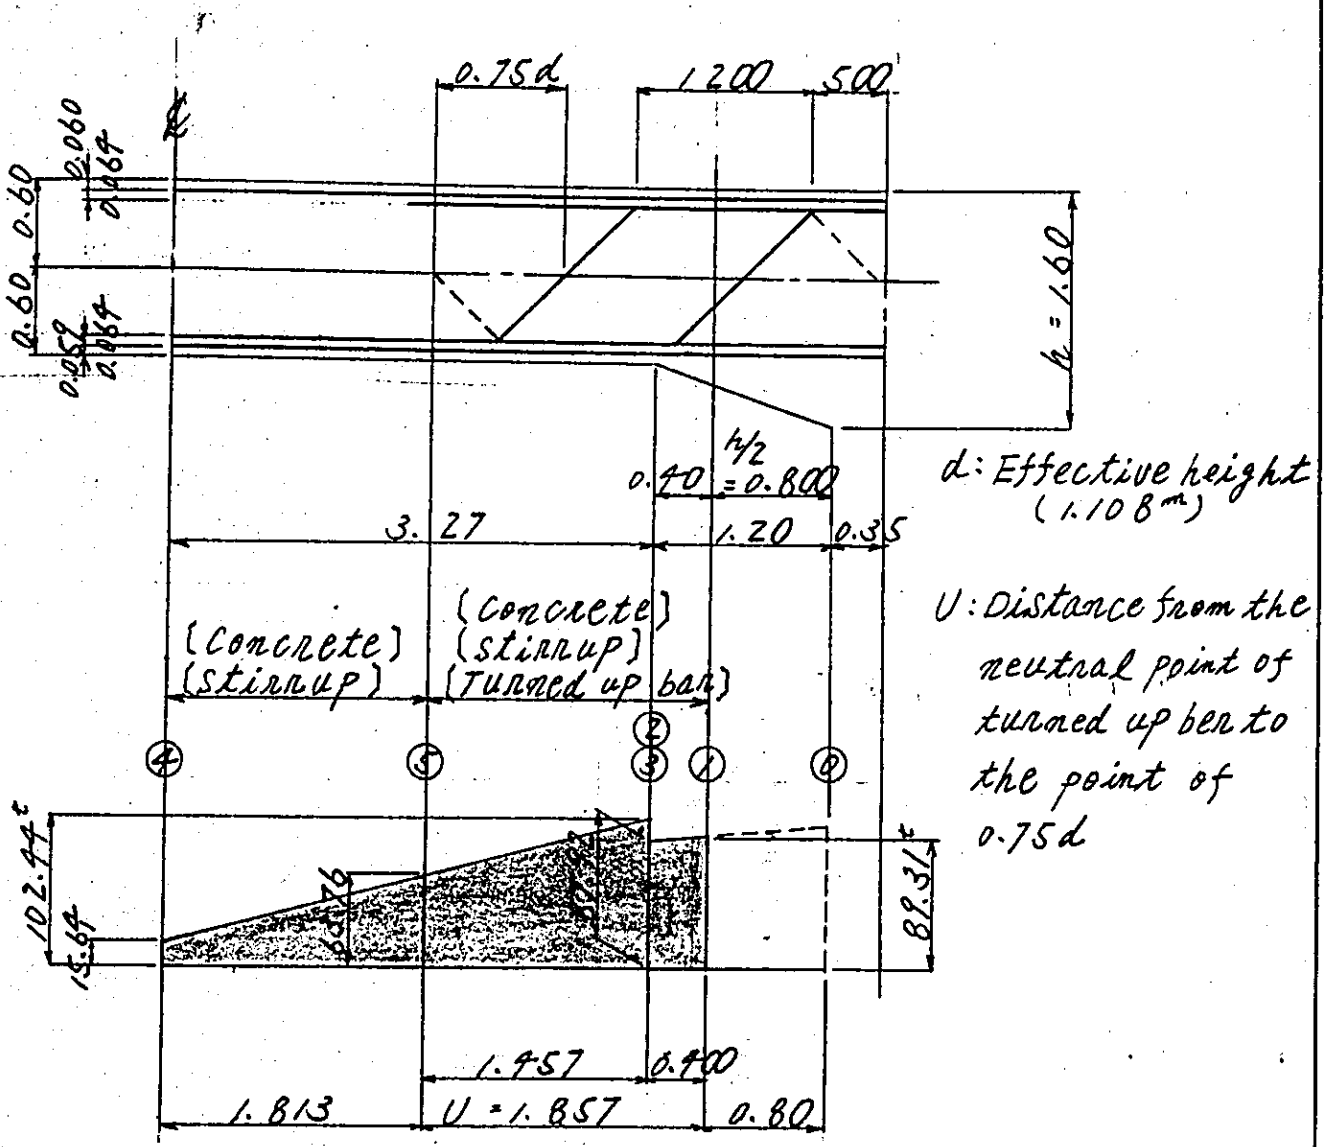 0.75d
1.200
500
℄
0.060
0.064
0.60
0.60
0.059
0.064
h = 1.60
h/2
0.40
= 0.800
d: Effective height
(1.108ᵐ)
3.27
1.20
0.35
(Concrete)
(stirrup)
(Concrete)
(stirrup)
(Turned up bar)
U: Distance from the
neutral point of
turned up ber to
the point of
0.75d
②
④
⑤
③
①
⓪
102.44ᵗ
15.64
89.31ᵗ
1.457
0.400
1.813
U = 1.857
0.80